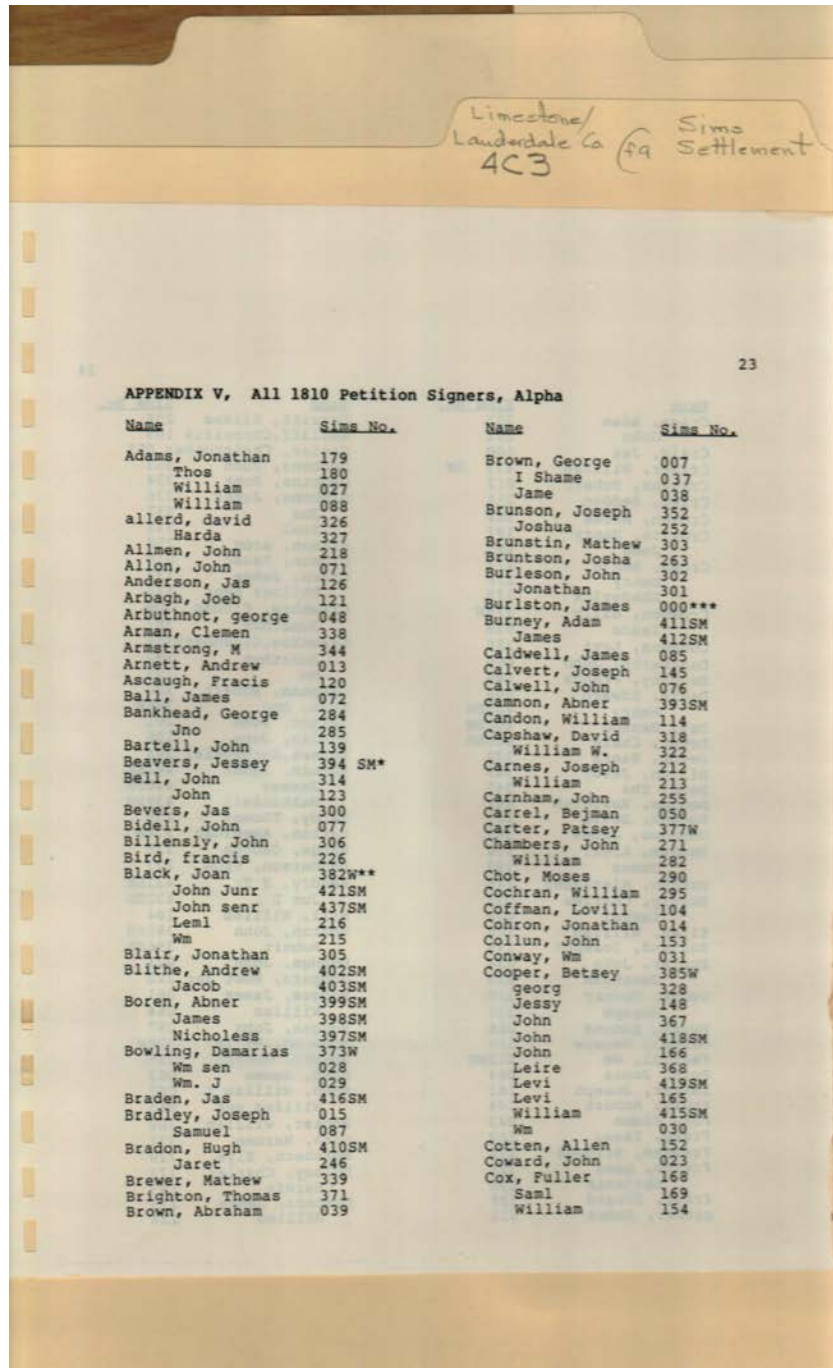 Limestone/
Lauderdale Co
4C3
fa
Sims
Settlement
23
APPENDIX V, All 1810 Petition Signers, Alpha
Name Sims No.
Adams, Jonathan 179
Thos 180
William 027
William 088
allerd, david 326
Harda 327
Allmen, John 218
Allon, John 071
Anderson, Jas 126
Arbagh, Joeb 121
Arbuthnot, george 048
Arman, Clemen 338
Armstrong, M 344
Arnett, Andrew 013
Ascaugh, Fracis 120
Ball, James 072
Bankhead, George 284
Jno 285
Bartell, John 139
Beavers, Jessey 394 SM*
Bell, John 314
John 123
Bevers, Jas 300
Bidell, John 077
Billensly, John 306
Bird, francis 226
Black, Joan 382W**
John Junr 421SM
John senr 437SM
Leml 216
Wm 215
Blair, Jonathan 305
Blithe, Andrew 402SM
Jacob 403SM
Boren, Abner 399SM
James 398SM
Nicholess 397SM
Bowling, Damarias 373W
Wm sen 028
Wm. J 029
Braden, Jas 416SM
Bradley, Joseph 015
Samuel 087
Bradon, Hugh 410SM
Jaret 246
Brewer, Mathew 339
Brighton, Thomas 371
Brown, Abraham 039
Name Sims No.
Brown, George 007
I Shame 037
Jame 038
Brunson, Joseph 352
Joshua 252
Brunstin, Mathew 303
Bruntson, Josha 263
Burleson, John 302
Jonathan 301
Burlston, James 000***
Burney, Adam 411SM
James 412SM
Caldwell, James 085
Calvert, Joseph 145
Calwell, John 076
camnon, Abner 393SM
Candon, William 114
Capshaw, David 318
William W. 322
Carnes, Joseph 212
William 213
Carnham, John 255
Carrel, Bejman 050
Carter, Patsey 377W
Chambers, John 271
William 282
Chot, Moses 290
Cochran, William 295
Coffman, Lovill 104
Cohron, Jonathan 014
Collun, John 153
Conway, Wm 031
Cooper, Betsey 385W
georg 328
Jessy 148
John 367
John 418SM
John 166
Leire 368
Levi 419SM
Levi 165
William 415SM
Wm 030
Cotten, Allen 152
Coward, John 023
Cox, Fuller 168
Saml 169
William 154